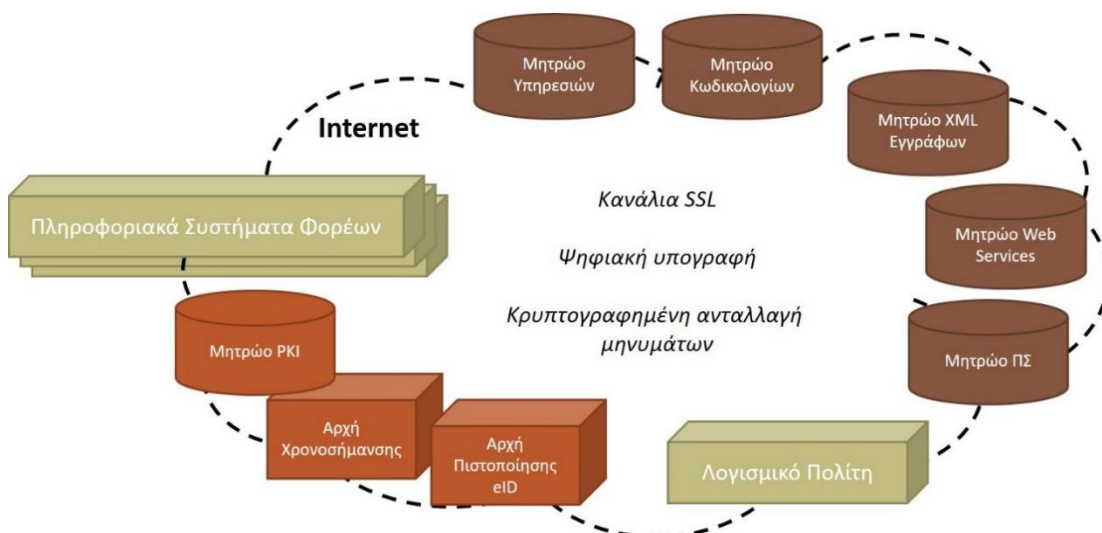 Μητρώο
Υπηρεσιών
Μητρώο
Κωδικολογίων
Internet
Μητρώο XML
Εγγράφων
Κανάλια SSL
Πληροφοριακά Συστήματα Φορέων
Μητρώο Web
Services
Ψηφιακή υπογραφή
Κρυπτογραφημένη ανταλλαγή
μηνυμάτων
Μητρώο PKI
Μητρώο ΠΣ
Αρχή
Χρονοσήμανσης
Αρχή
Πιστοποίησης
eID
Λογισμικό Πολίτη